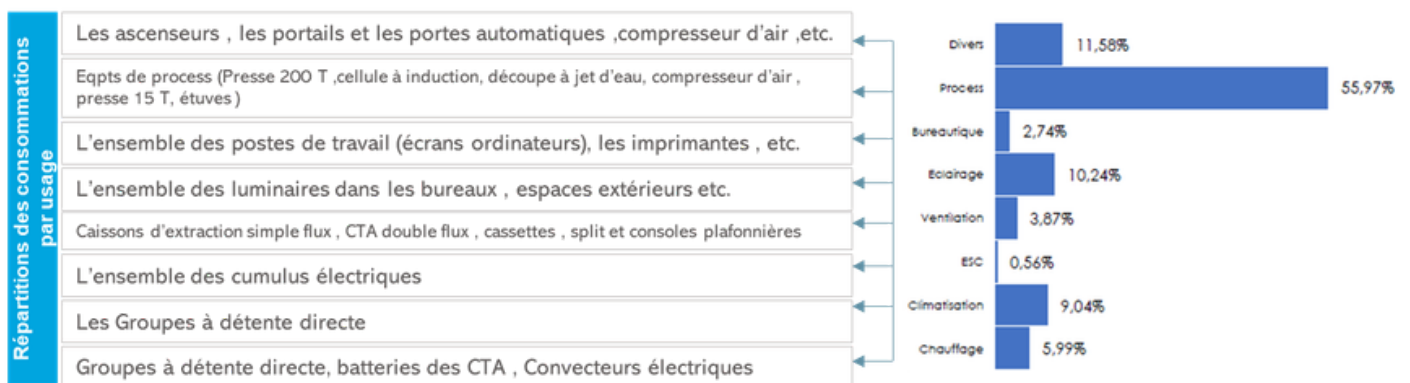 Répartitions des consommations
par usage
Les ascenseurs , les portails et les portes automatiques ,compresseur d'air ,etc.
Eqpts de process (Presse 200 T ,cellule à induction, découpe à jet d'eau, compresseur d'air ,
presse 15 T, étuves )
L'ensemble des postes de travail (écrans ordinateurs), les imprimantes , etc.
L'ensemble des luminaires dans les bureaux , espaces extérieurs etc.
Caissons d'extraction simple flux , CTA double flux , cassettes , split et consoles plafonnières
L'ensemble des cumulus électriques
Les Groupes à détente directe
Groupes à détente directe, batteries des CTA , Convecteurs électriques
Divers 11,58%
Process 55,97%
Bureautique 2,74%
Eclairage 10,24%
Ventilation 3,87%
ESC 0,56%
Climatisation 9,04%
Chauffage 5,99%